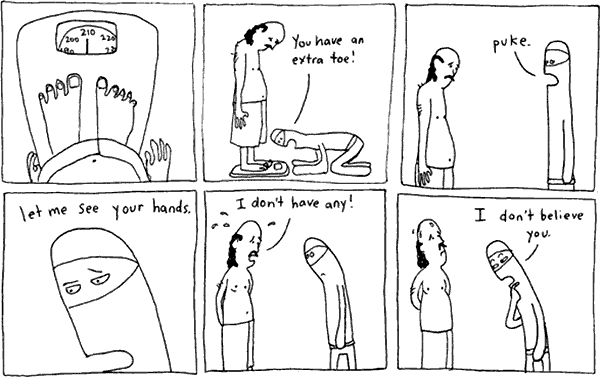 200 210 220
190
You have an
extra toe!
puke.
let me see your hands.
I don't have any!
I don't believe
you.